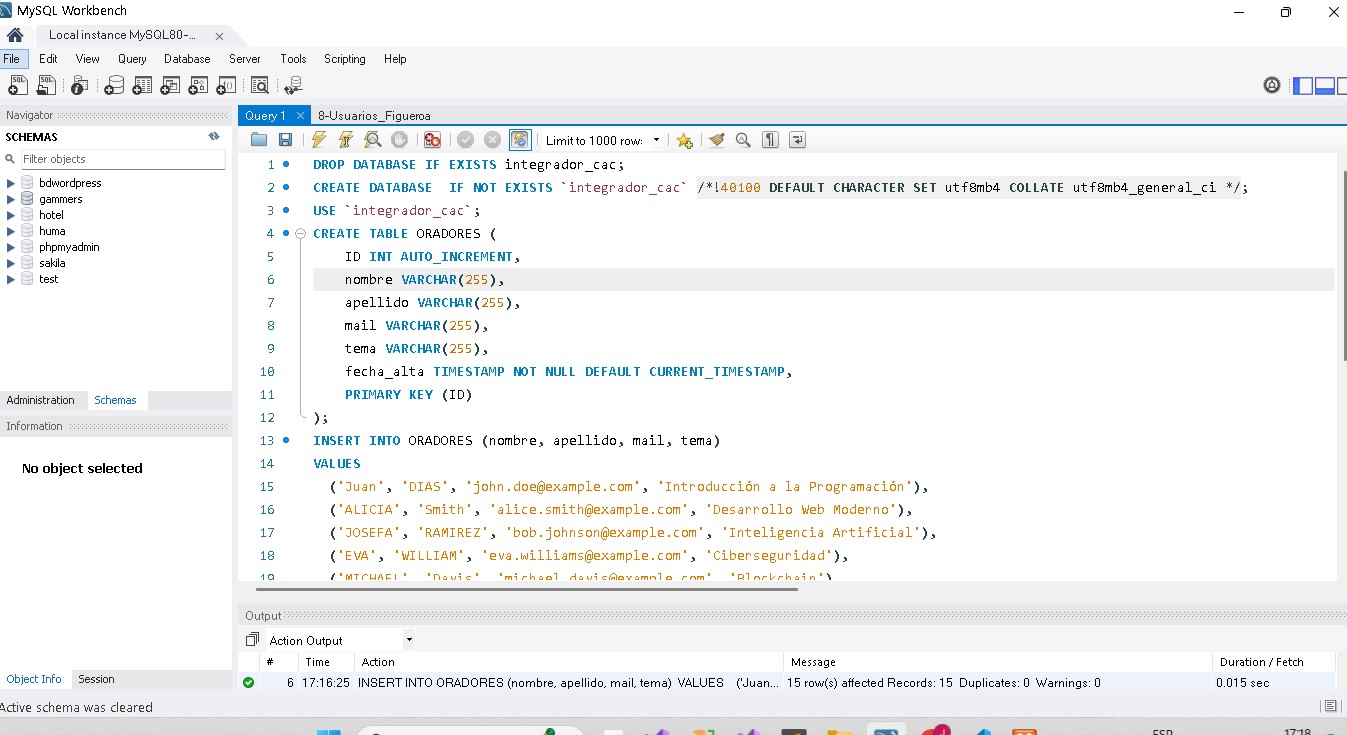 MySQL Workbench
Local instance MySQL80-...
File Edit View Query Database Server Tools Scripting Help
Navigator
SCHEMAS
Filter objects
bdwordpress
gammers
hotel
huma
phpmyadmin
sakila
test
Administration Schemas
Information
No object selected
Object Info Session
Query 1 8-Usuarios_Figueroa
Limit to 1000 row:
1 DROP DATABASE IF EXISTS integrador_cac;
2 CREATE DATABASE  IF NOT EXISTS `integrador_cac` /*!40100 DEFAULT CHARACTER SET utf8mb4 COLLATE utf8mb4_general_ci */;
3 USE `integrador_cac`;
4 CREATE TABLE ORADORES (
5 ID INT AUTO_INCREMENT,
6 nombre VARCHAR(255),
7 apellido VARCHAR(255),
8 mail VARCHAR(255),
9 tema VARCHAR(255),
10 fecha_alta TIMESTAMP NOT NULL DEFAULT CURRENT_TIMESTAMP,
11 PRIMARY KEY (ID)
12 );
13 INSERT INTO ORADORES (nombre, apellido, mail, tema)
14 VALUES
15 ('Juan', 'DIAS', 'john.doe@example.com', 'Introducción a la Programación'),
16 ('ALICIA', 'Smith', 'alice.smith@example.com', 'Desarrollo Web Moderno'),
17 ('JOSEFA', 'RAMIREZ', 'bob.johnson@example.com', 'Inteligencia Artificial'),
18 ('EVA', 'WILLIAM', 'eva.williams@example.com', 'Ciberseguridad'),
19 ('MICHAEL', 'Davis', 'michael.davis@example.com', 'Blockchain')
Output
Action Output
# Time Action Message Duration / Fetch
6 17:16:25 INSERT INTO ORADORES (nombre, apellido, mail, tema) VALUES ('Juan... 15 row(s) affected Records: 15 Duplicates: 0 Warnings: 0 0.015 sec
Active schema was cleared
ESP 17:18